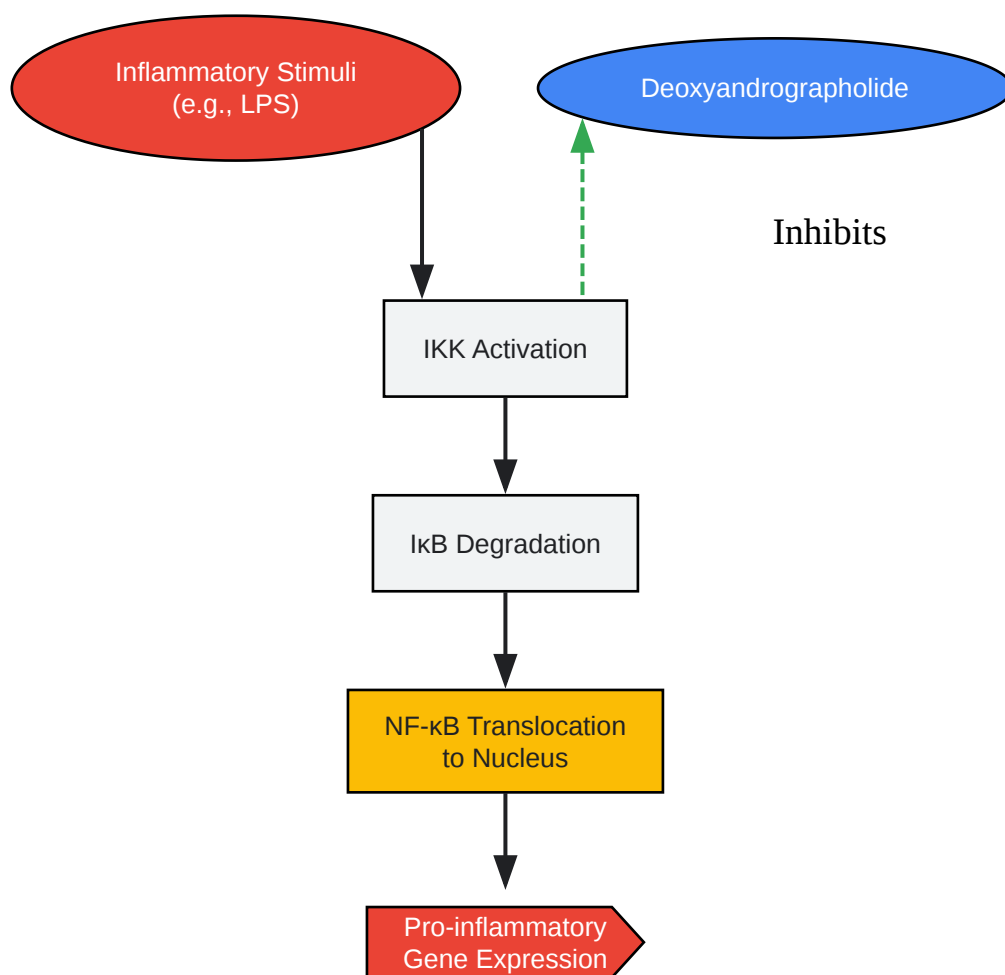 Inflammatory Stimuli
(e.g., LPS)
Deoxyandrographolide
Inhibits
IKK Activation
IκB Degradation
NF-κB Translocation
to Nucleus
Pro-inflammatory
Gene Expression